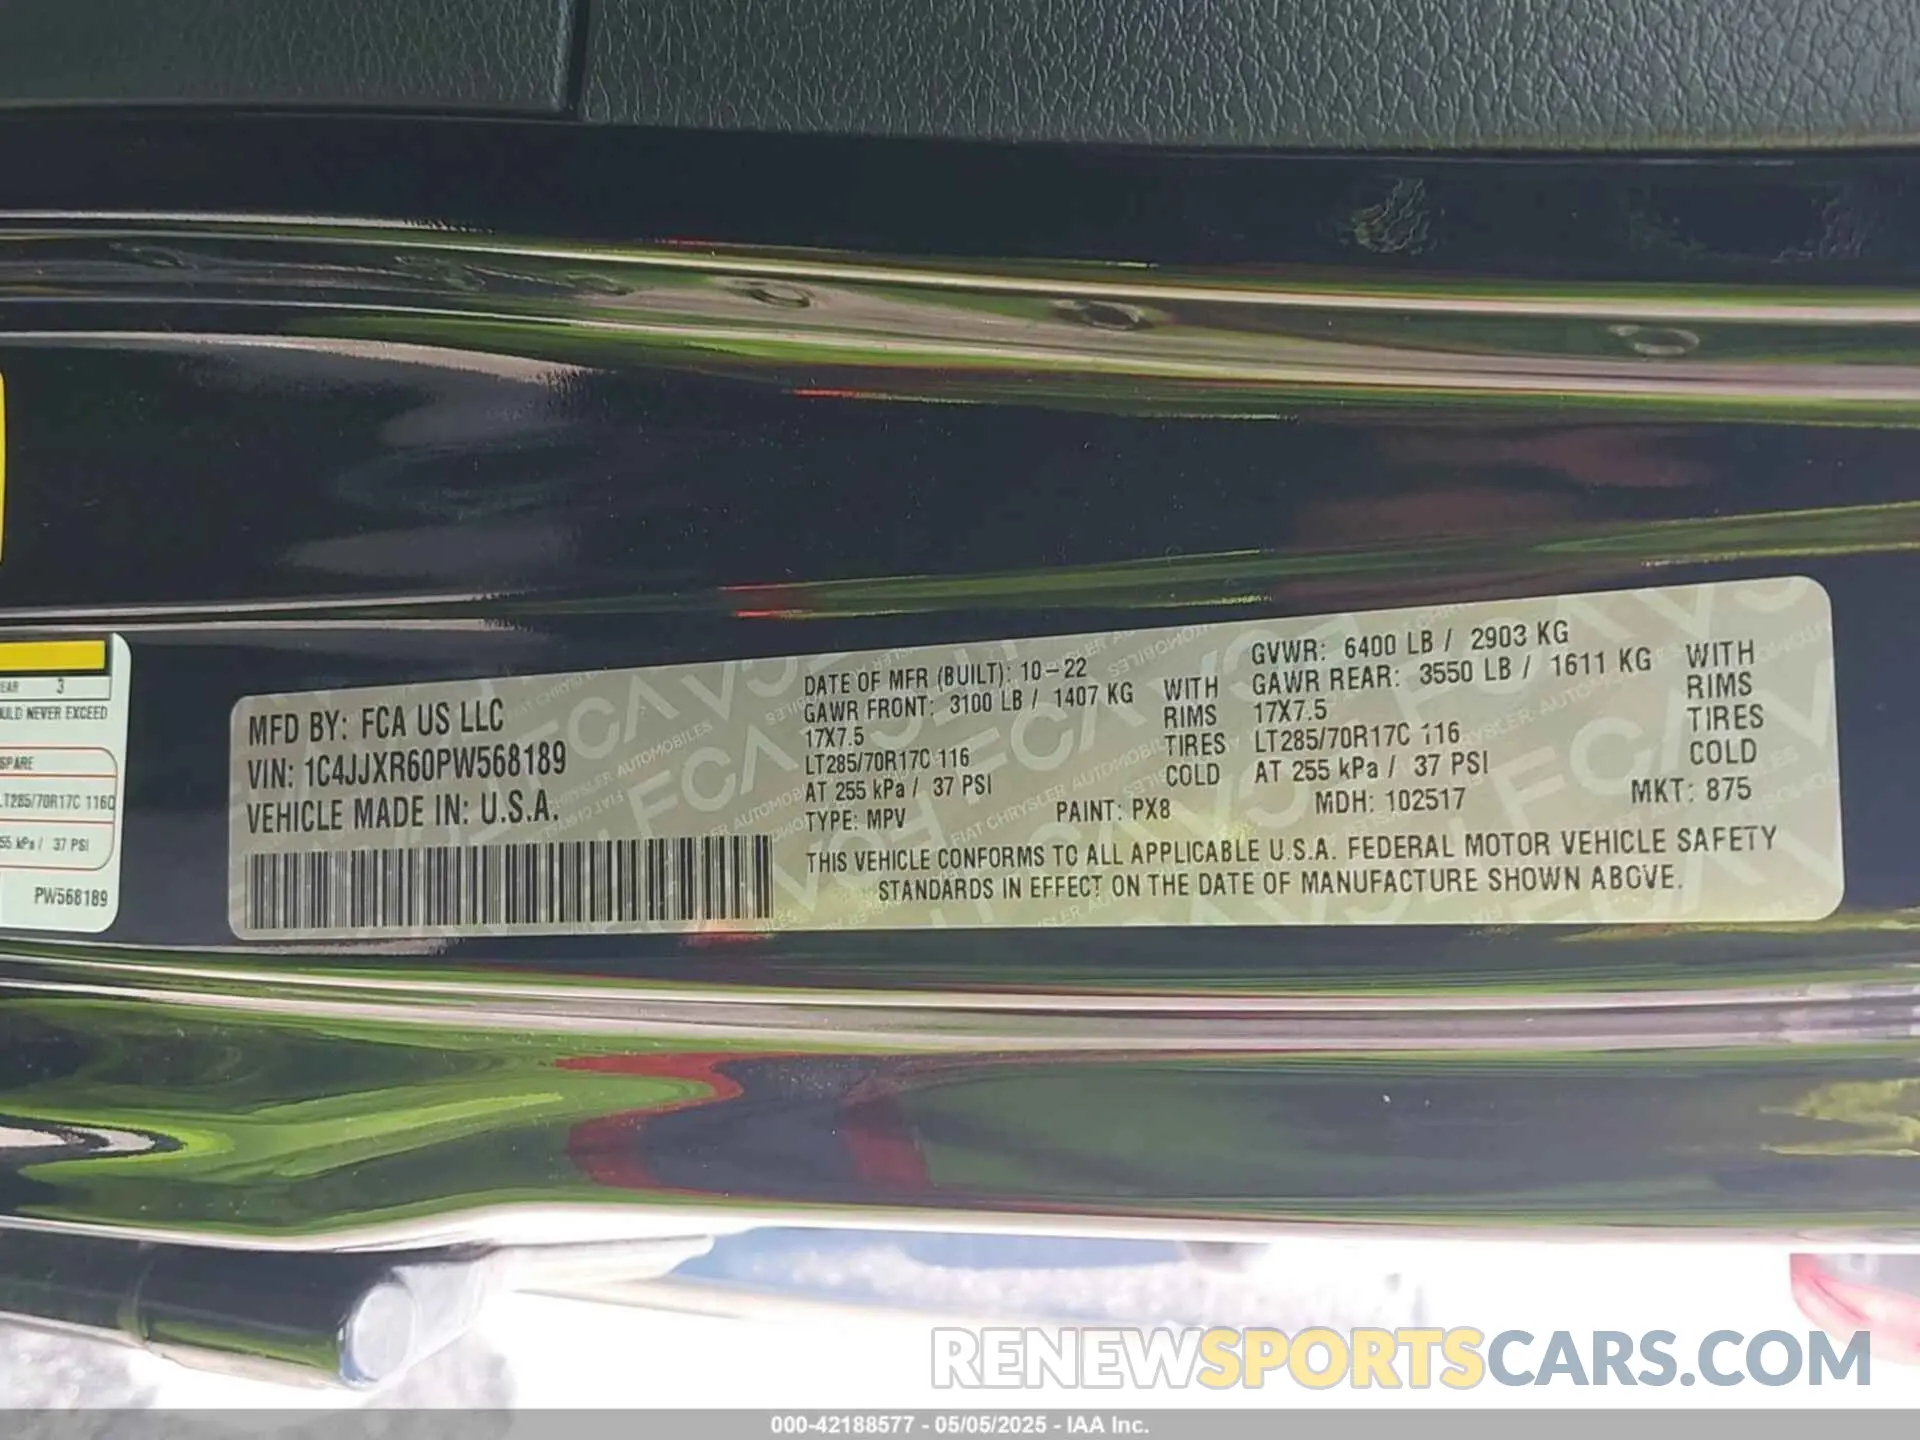 EAR 3
ULD NEVER EXCEED
SPARE
LT285/70R17C 116Q
55 kPa / 37 PSI
PW568189
MFD BY: FCA US LLC
VIN: 1C4JJXR60PW568189
VEHICLE MADE IN: U.S.A.
DATE OF MFR (BUILT): 10-22
GAWR FRONT: 3100 LB / 1407 KG WITH
17X7.5 RIMS
LT285/70R17C 116 TIRES
AT 255 kPa / 37 PSI COLD
GVWR: 6400 LB / 2903 KG
GAWR REAR: 3550 LB / 1611 KG WITH
17X7.5 RIMS
LT285/70R17C 116 TIRES
AT 255 kPa / 37 PSI COLD
TYPE: MPV PAINT: PX8 MDH: 102517 MKT: 875
THIS VEHICLE CONFORMS TO ALL APPLICABLE U.S.A. FEDERAL MOTOR VEHICLE SAFETY
STANDARDS IN EFFECT ON THE DATE OF MANUFACTURE SHOWN ABOVE.
RENEWSPORTSCARS.COM
000-42188577 - 05/05/2025 - IAA Inc.